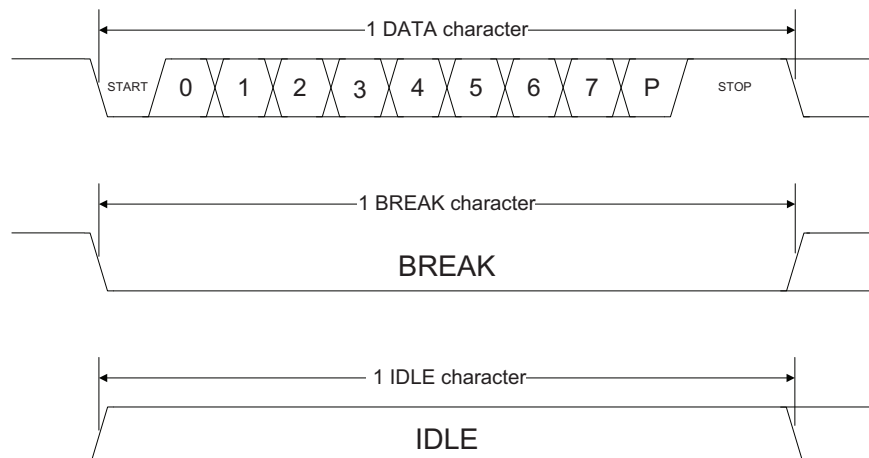 1 DATA character
START 0 1 2 3 4 5 6 7 P STOP
1 BREAK character
BREAK
1 IDLE character
IDLE